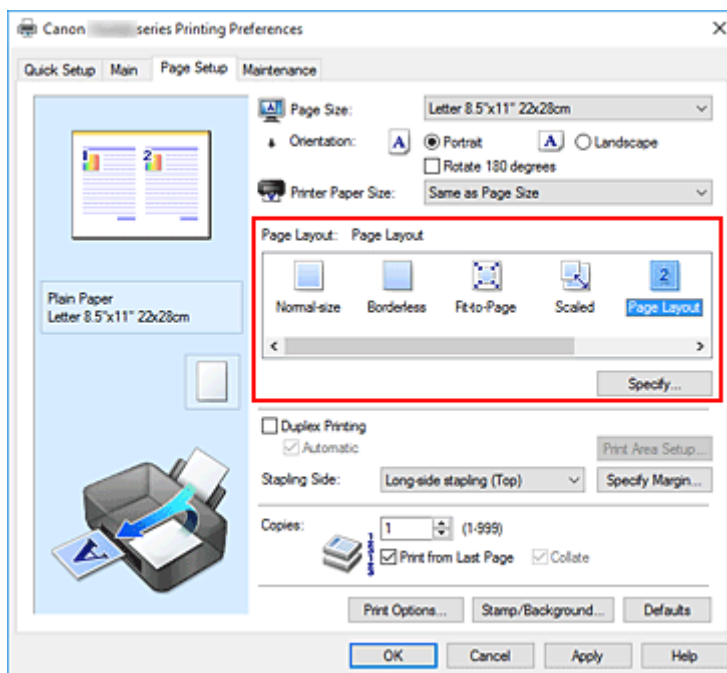 Canon series Printing Preferences
Quick Setup Main Page Setup Maintenance
1 2
Page Size: Letter 8.5"x11" 22x28cm
Orientation: A Portrait A Landscape
Rotate 180 degrees
Printer Paper Size: Same as Page Size
Page Layout: Page Layout
2
Normal-size Borderless Fit-to-Page Scaled Page Layout
Plain Paper
Letter 8.5"x11" 22x28cm
Specify...
Duplex Printing
Automatic Print Area Setup...
Stapling Side: Long-side stapling (Top) Specify Margin...
Copies: 1 (1-999)
Print from Last Page Collate
A
Print Options... Stamp/Background... Defaults
OK Cancel Apply Help